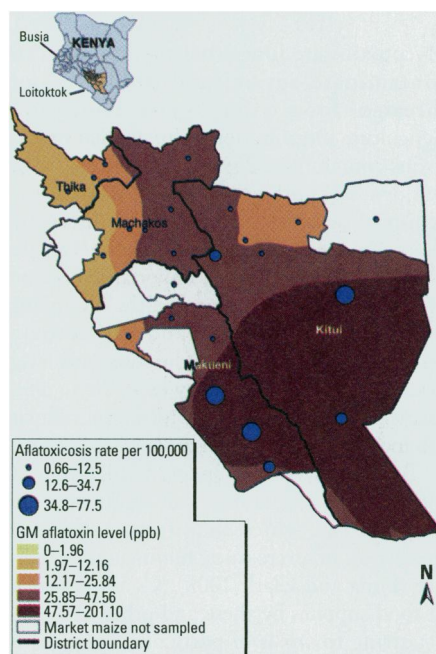 Busia
KENYA
Loitoktok
Thika
Machakos
Kitui
Makueni
Aflatoxicosis rate per 100,000
0.66–12.5
12.6–34.7
34.8–77.5
GM aflatoxin level (ppb)
0–1.96
1.97–12.16
12.17–25.84
25.85–47.56
47.57–201.10
Market maize not sampled
District boundary
N